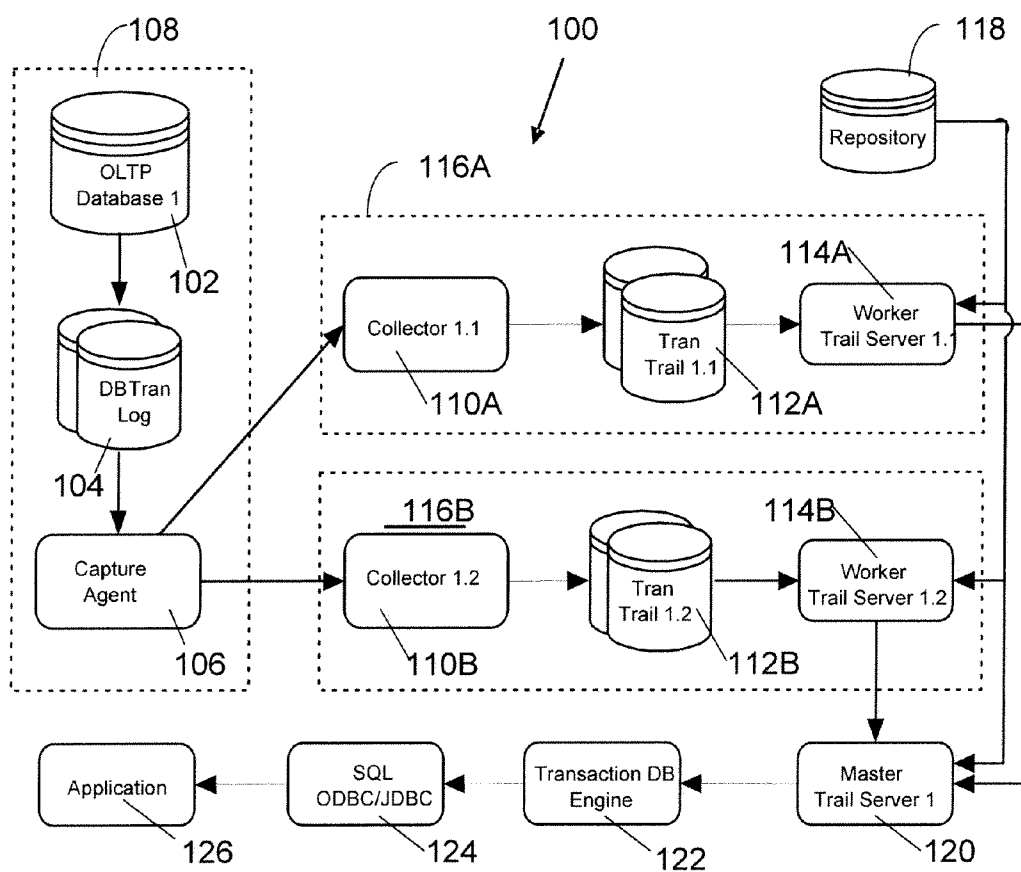 108
100
118
OLTP
Database 1
102
Repository
116A
DBTran
Log
104
Collector 1.1
110A
Tran
Trail 1.1
112A
114A
Worker
Trail Server 1.1
Capture
Agent
106
116B
Collector 1.2
110B
Tran
Trail 1.2
112B
114B
Worker
Trail Server 1.2
Application
126
SQL
ODBC/JDBC
124
Transaction DB
Engine
122
Master
Trail Server 1
120